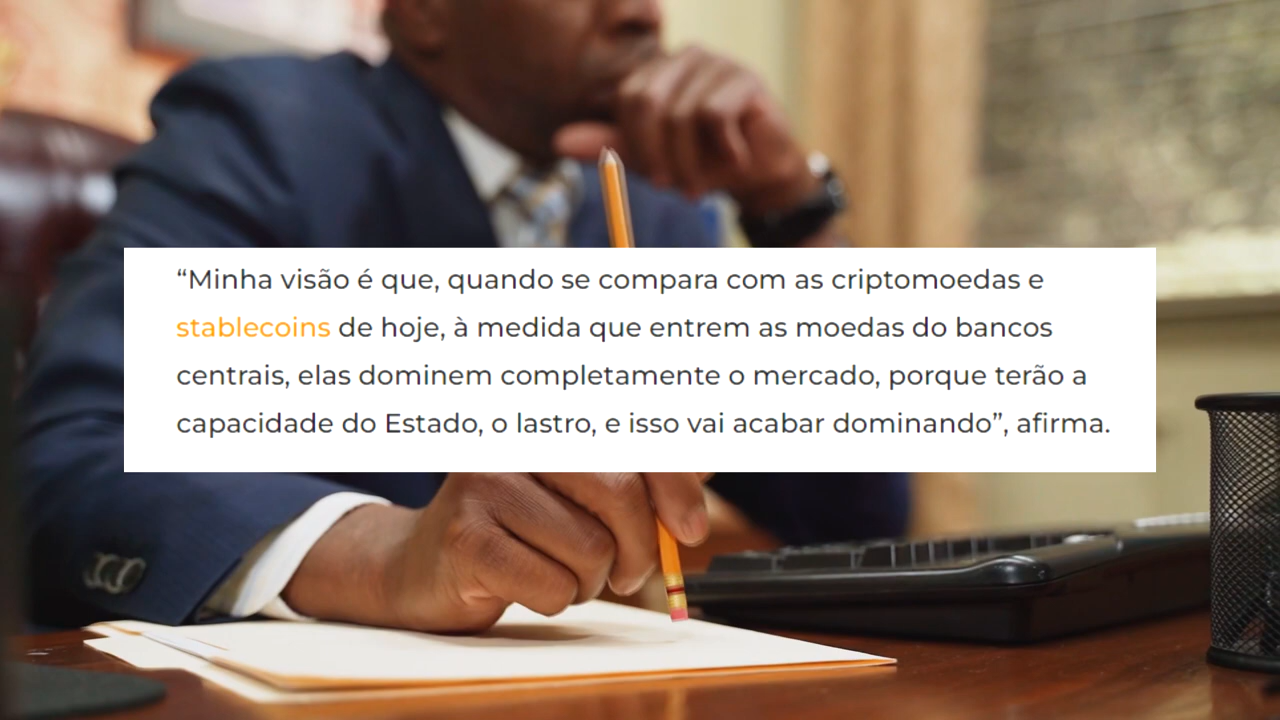 “Minha visão é que, quando se compara com as criptomoedas e
stablecoins de hoje, à medida que entrem as moedas do bancos
centrais, elas dominem completamente o mercado, porque terão a
capacidade do Estado, o lastro, e isso vai acabar dominando”, afirma.